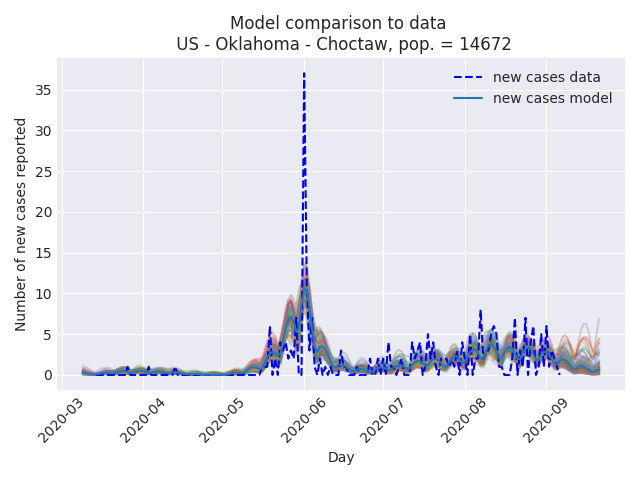 Model comparison to data
US - Oklahoma - Choctaw, pop. = 14672
new cases data
new cases model
Number of new cases reported
35
30
25
20
15
10
5
0
2020-03
2020-04
2020-05
2020-06
2020-07
2020-08
2020-09
Day